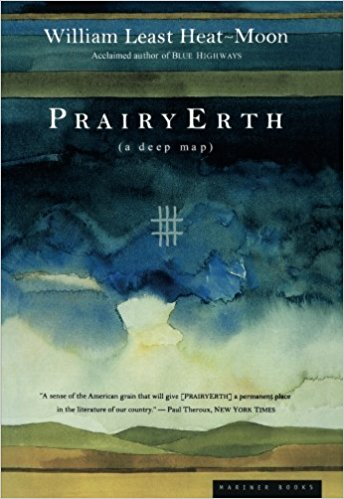 William Least Heat~Moon
Acclaimed author of BLUE HIGHWAYS
PRAIRYERTH
(a deep map)
"A sense of the American grain that will give [PRAIRYERTH] a permanent place
in the literature of our country." — Paul Theroux, NEW YORK TIMES
MARINER BOOKS